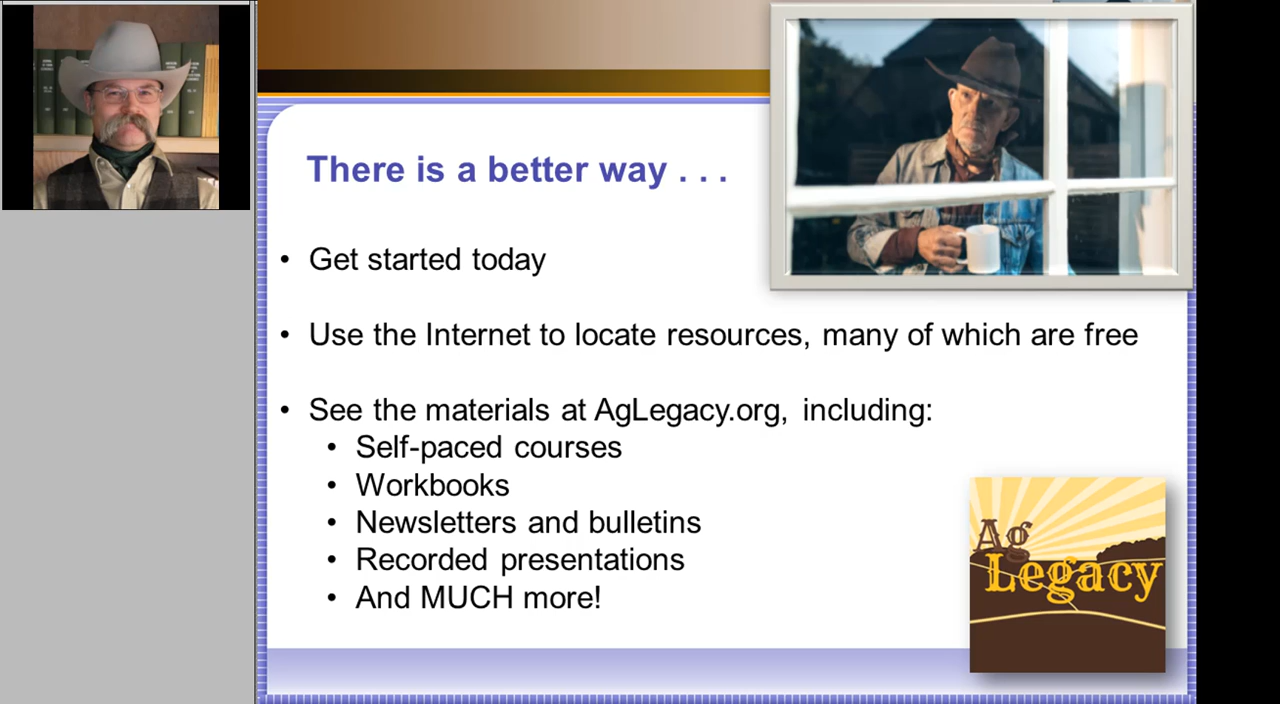 There is a better way . . .
• Get started today
• Use the Internet to locate resources, many of which are free
• See the materials at AgLegacy.org, including:
• Self-paced courses
• Workbooks
• Newsletters and bulletins
• Recorded presentations
• And MUCH more!
Ag
Legacy